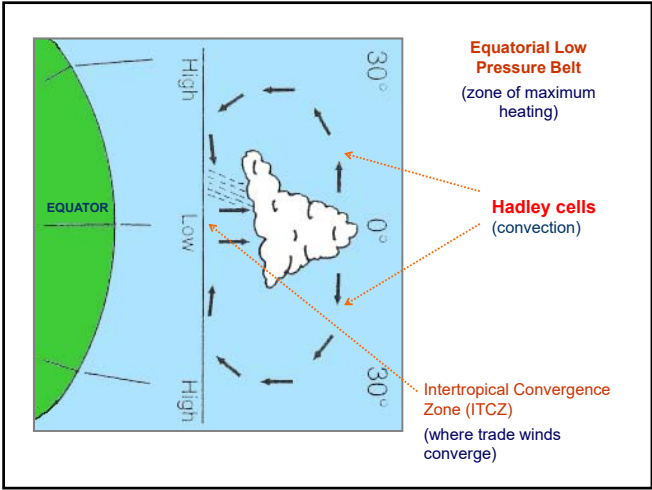 Equatorial Low
Pressure Belt
(zone of maximum
heating)
30°
High
EQUATOR
Low
0°
Hadley cells
(convection)
High
30°
Intertropical Convergence
Zone (ITCZ)
(where trade winds
converge)